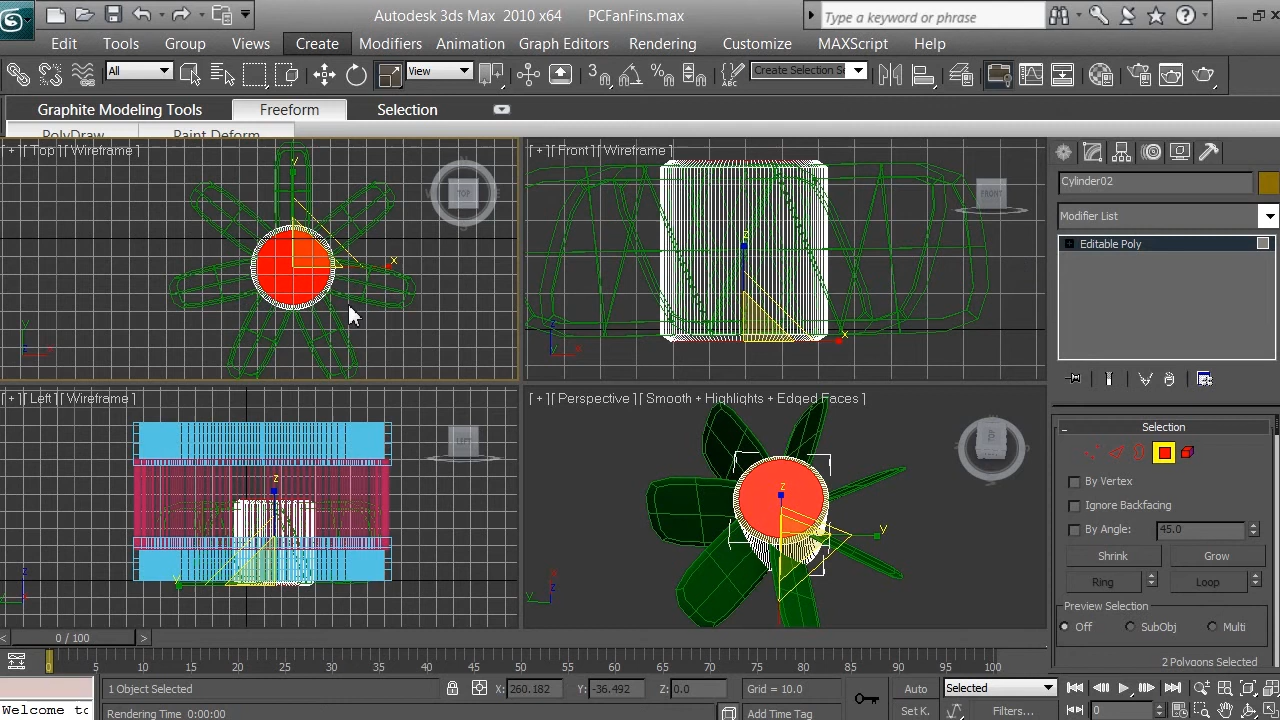 Autodesk 3ds Max 2010 x64 PCFanFins.max
Type a keyword or phrase
Edit Tools Group Views Create Modifiers Animation Graph Editors Rendering Customize MAXScript Help
All
View
Create Selection Se
Graphite Modeling Tools Freeform Selection
PolyDraw Paint Deform
[ + ] [ Top ] [ Wireframe ]
TOP
y
x
[ + ] [ Front ] [ Wireframe ]
FRONT
z
x
Cylinder02
Modifier List
Editable Poly
[ + ] [ Left ] [ Wireframe ]
LEFT
z
y
[ + ] [ Perspective ] [ Smooth + Highlights + Edged Faces ]
TOP
z
y
Selection
By Vertex
Ignore Backfacing
By Angle: 45.0
Shrink Grow
Ring Loop
Preview Selection
Off SubObj Multi
2 Polygons Selected
0 / 100
0 5 10 15 20 25 30 35 40 45 50 55 60 65 70 75 80 85 90 95 100
1 Object Selected X: 260.182 Y: -36.492 Z: 0.0 Grid = 10.0 Auto Selected
Welcome to Rendering Time 0:00:00 Add Time Tag Set K. Filters... 0